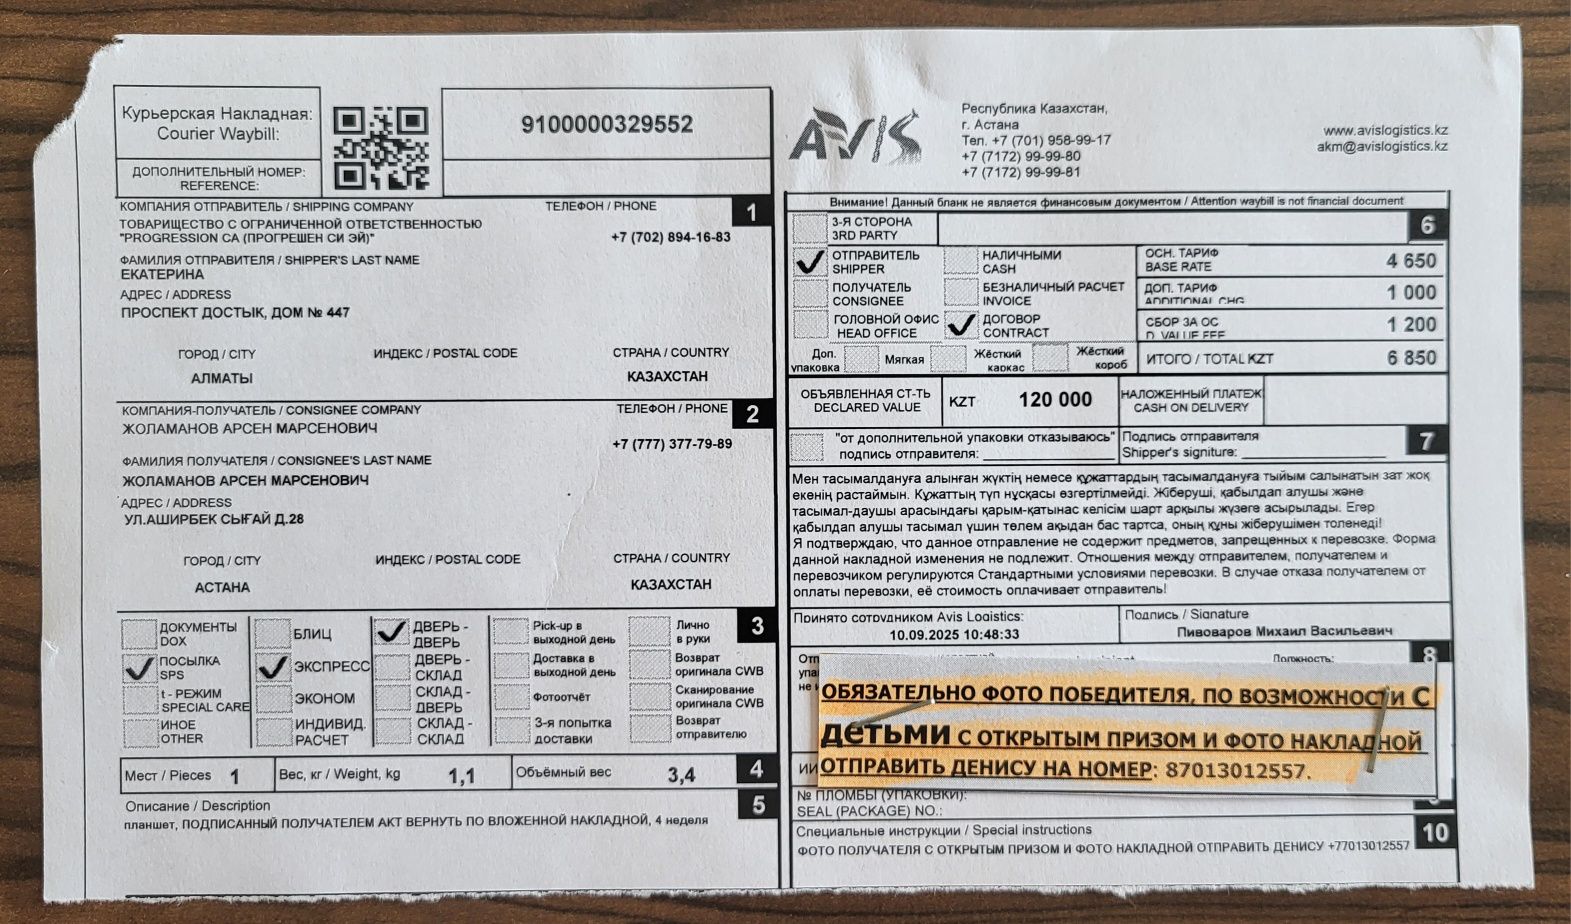 Курьерская Накладная:
Courier Waybill:
9100000329552
ДОПОЛНИТЕЛЬНЫЙ НОМЕР:
REFERENCE:
AVIS
Республика Казахстан,
г. Астана
Тел. +7 (701) 958-99-17
+7 (7172) 99-99-80
+7 (7172) 99-99-81
www.avislogistics.kz
akm@avislogistics.kz
КОМПАНИЯ ОТПРАВИТЕЛЬ / SHIPPING COMPANY ТЕЛЕФОН / PHONE 1
ТОВАРИЩЕСТВО С ОГРАНИЧЕННОЙ ОТВЕТСТВЕННОСТЬЮ
"PROGRESSION CA (ПРОГРЕШЕН СИ ЭЙ)" +7 (702) 894-16-83
ФАМИЛИЯ ОТПРАВИТЕЛЯ / SHIPPER'S LAST NAME
ЕКАТЕРИНА
АДРЕС / ADDRESS
ПРОСПЕКТ ДОСТЫК, ДОМ № 447
ГОРОД / CITY ИНДЕКС / POSTAL CODE СТРАНА / COUNTRY
АЛМАТЫ КАЗАХСТАН
КОМПАНИЯ-ПОЛУЧАТЕЛЬ / CONSIGNEE COMPANY ТЕЛЕФОН / PHONE 2
ЖОЛАМАНОВ АРСЕН МАРСЕНОВИЧ
+7 (777) 377-79-89
ФАМИЛИЯ ПОЛУЧАТЕЛЯ / CONSIGNEE'S LAST NAME
ЖОЛАМАНОВ АРСЕН МАРСЕНОВИЧ
АДРЕС / ADDRESS
УЛ.АШИРБЕК СЫҒАЙ Д.28
ГОРОД / CITY ИНДЕКС / POSTAL CODE СТРАНА / COUNTRY
АСТАНА КАЗАХСТАН
3
ДОКУМЕНТЫ
DOX
ПОСЫЛКА
SPS
t - РЕЖИМ
SPECIAL CARE
ИНОЕ
OTHER
БЛИЦ
ЭКСПРЕСС
ЭКОНОМ
ИНДИВИД.
РАСЧЕТ
ДВЕРЬ -
ДВЕРЬ
ДВЕРЬ -
СКЛАД
СКЛАД -
ДВЕРЬ
СКЛАД -
СКЛАД
Pick-up в
выходной день
Доставка в
выходной день
Фотоотчёт
3-я попытка
доставки
Лично
в руки
Возврат
оригинала CWB
Сканирование
оригинала CWB
Возврат
отправителю
Мест / Pieces 1 Вес, кг / Weight, kg 1,1 Объёмный вес 3,4 4
Описание / Description 5
планшет, ПОДПИСАННЫЙ ПОЛУЧАТЕЛЕМ АКТ ВЕРНУТЬ ПО ВЛОЖЕННОЙ НАКЛАДНОЙ, 4 неделя
Внимание! Данный бланк не является финансовым документом / Attention waybill is not financial document
6
3-Я СТОРОНА
3RD PARTY
ОТПРАВИТЕЛЬ
SHIPPER
ПОЛУЧАТЕЛЬ
CONSIGNEE
ГОЛОВНОЙ ОФИС
HEAD OFFICE
НАЛИЧНЫМИ
CASH
БЕЗНАЛИЧНЫЙ РАСЧЕТ
INVOICE
ДОГОВОР
CONTRACT
ОСН. ТАРИФ
BASE RATE 4 650
ДОП. ТАРИФ
ADDITIONAL CHG 1 000
СБОР ЗА ОС
D. VALUE FEE 1 200
Доп.
упаковка
Мягкая
Жёсткий
каркас
Жёсткий
короб
ИТОГО / TOTAL KZT 6 850
ОБЪЯВЛЕННАЯ СТ-ТЬ
DECLARED VALUE
KZT 120 000
НАЛОЖЕННЫЙ ПЛАТЕЖ
CASH ON DELIVERY
"от дополнительной упаковки отказываюсь"
подпись отправителя:
Подпись отправителя
Shipper's signiture:
7
Мен тасымалдануға алынған жүктің немесе құжаттардың тасымалдануға тыйым салынатын зат жоқ
екенің растаймын. Құжаттың түп нұсқасы өзгертілмейді. Жіберуші, қабылдап алушы және
тасымал-даушы арасындағы қарым-қатынас келісім шарт арқылы жүзеге асырылады. Егер
қабылдап алушы тасымал үшин төлем ақыдан бас тартса, оның құны жіберушімен толенеді!
Я подтверждаю, что данное отправление не содержит предметов, запрещенных к перевозке. Форма
данной накладной изменения не подлежит. Отношения между отправителем, получателем и
перевозчиком регулируются Стандартными условиями перевозки. В случае отказа получателем от
оплаты перевозки, её стоимость оплачивает отправитель!
Принято сотрудником Avis Logistics:
10.09.2025 10:48:33
Подпись / Signature
Пивоваров Михаил Васильевич
Должность:
8
ОБЯЗАТЕЛЬНО ФОТО ПОБЕДИТЕЛЯ, ПО ВОЗМОЖНОСТИ С
детьми С ОТКРЫТЫМ ПРИЗОМ И ФОТО НАКЛАДНОЙ
ОТПРАВИТЬ ДЕНИСУ НА НОМЕР: 87013012557.
№ ПЛОМБЫ (УПАКОВКИ):
SEAL (PACKAGE) NO.:
Специальные инструкции / Special instructions 10
ФОТО ПОЛУЧАТЕЛЯ С ОТКРЫТЫМ ПРИЗОМ И ФОТО НАКЛАДНОЙ ОТПРАВИТЬ ДЕНИСУ +77013012557